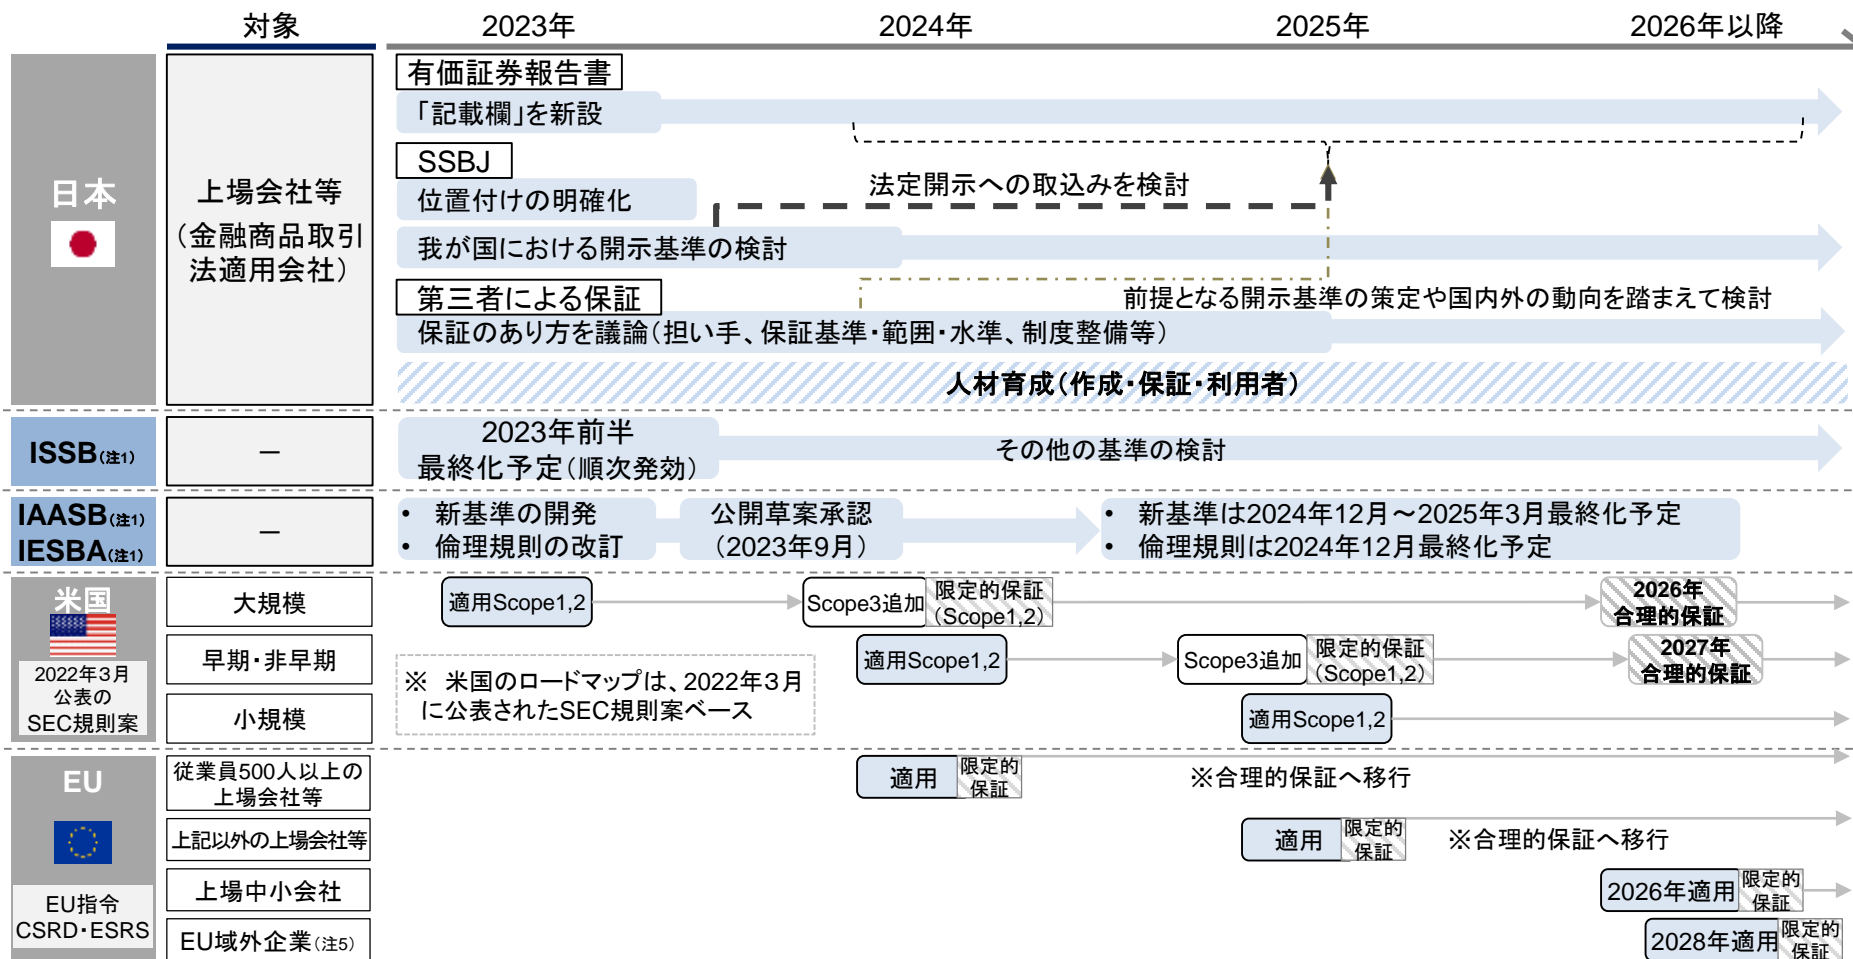 対象
2023年
2024年
2025年
2026年以降
日本
上場会社等
（金融商品取引
法適用会社）
有価証券報告書
「記載欄」を新設
SSBJ
位置付けの明確化
法定開示への取込みを検討
我が国における開示基準の検討
第三者による保証
前提となる開示基準の策定や国内外の動向を踏まえて検討
保証のあり方を議論（担い手、保証基準・範囲・水準、制度整備等）
人材育成（作成・保証・利用者）
ISSB（注1）
－
2023年前半
最終化予定（順次発効）
その他の基準の検討
IAASB（注1）
IESBA（注1）
－
• 新基準の開発
• 倫理規則の改訂
公開草案承認
（2023年9月）
• 新基準は2024年12月～2025年3月最終化予定
• 倫理規則は2024年12月最終化予定
米国
2022年3月
公表の
SEC規則案
大規模
適用Scope1,2
Scope3追加
限定的保証
（Scope1,2）
2026年
合理的保証
早期・非早期
適用Scope1,2
Scope3追加
限定的保証
（Scope1,2）
2027年
合理的保証
※ 米国のロードマップは、2022年３月
に公表されたSEC規則案ベース
小規模
適用Scope1,2
EU
EU指令
CSRD・ESRS
従業員500人以上の
上場会社等
適用
限定的
保証
※合理的保証へ移行
上記以外の上場会社等
適用
限定的
保証
※合理的保証へ移行
上場中小会社
2026年適用
限定的
保証
EU域外企業（注5）
2028年適用
限定的
保証